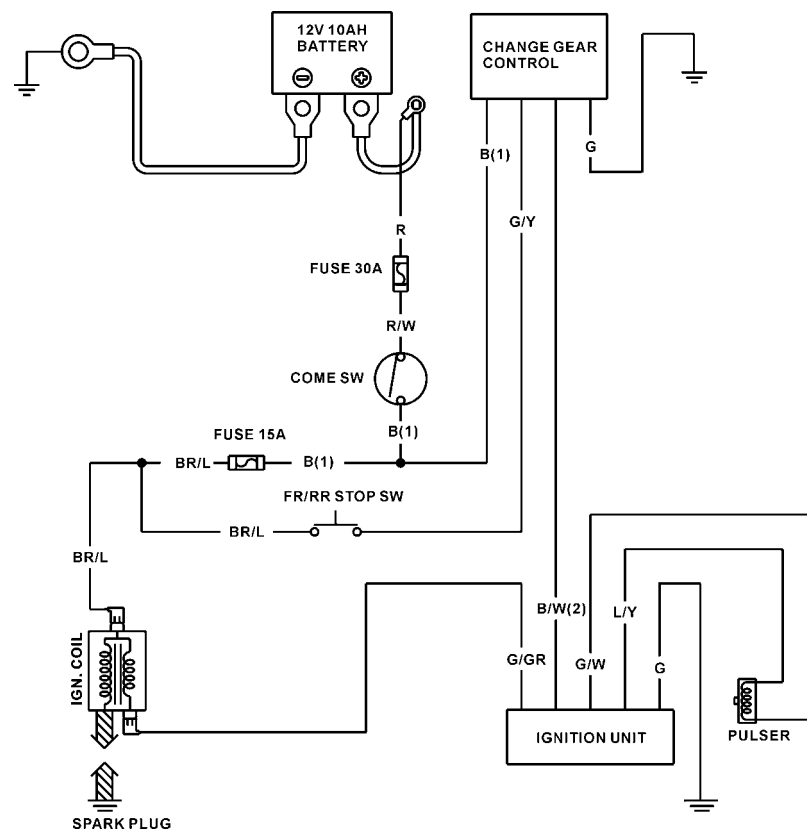 12V 10AH
BATTERY
CHANGE GEAR
CONTROL
B(1)
G
G/Y
R
FUSE 30A
R/W
COME SW
B(1)
FUSE 15A
BR/L
B(1)
FR/RR STOP SW
BR/L
BR/L
B/W(2)
L/Y
G/GR
G/W
G
IGN. COIL
IGNITION UNIT
PULSER
SPARK PLUG